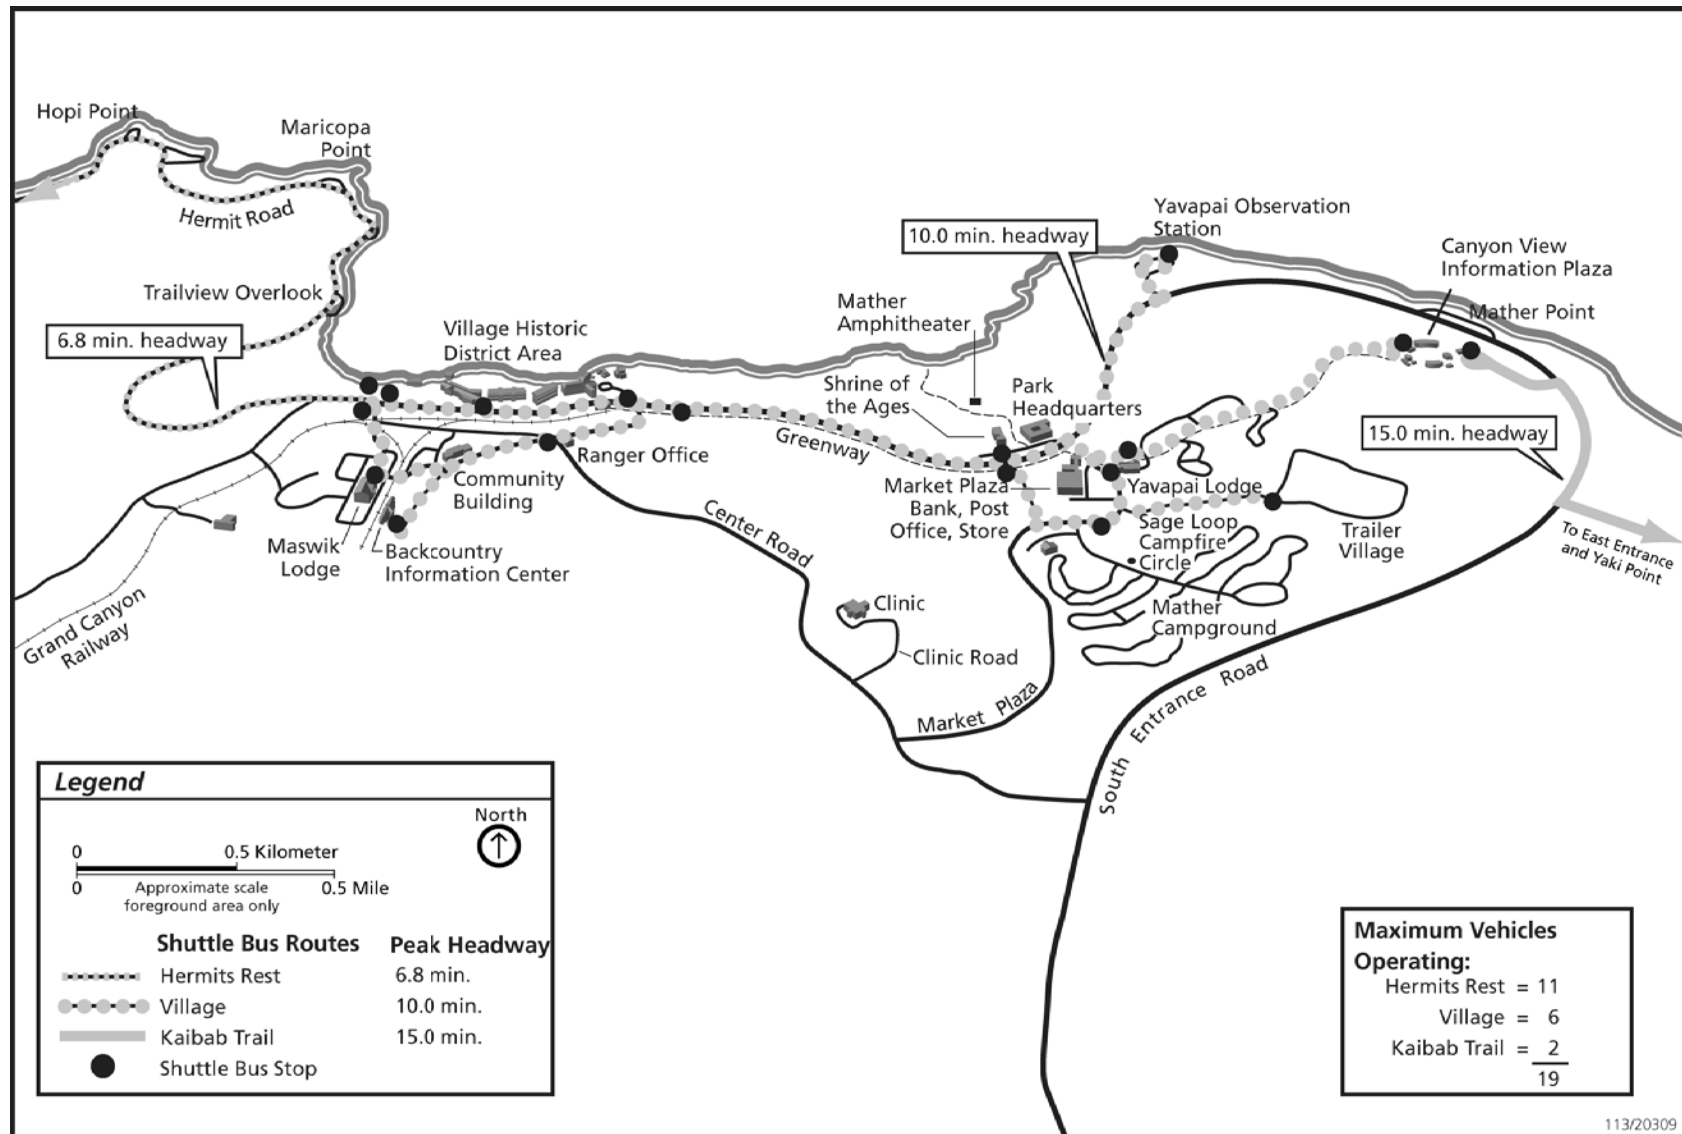 Hopi Point
Maricopa
Point
Hermit Road
Trailview Overlook
6.8 min. headway
Village Historic
District Area
Mather
Amphitheater
10.0 min. headway
Yavapai Observation
Station
Canyon View
Information Plaza
Mather Point
Shrine of
the Ages
Park
Headquarters
15.0 min. headway
Greenway
Ranger Office
Community
Building
Market Plaza
Bank, Post
Office, Store
Yavapai Lodge
Sage Loop
Campfire
Circle
Trailer
Village
To East Entrance
and Yaki Point
Maswik
Lodge
Backcountry
Information Center
Center Road
Grand Canyon
Railway
Clinic
Clinic Road
Mather
Campground
Market Plaza
South Entrance Road
Legend
North
0 0.5 Kilometer
0 0.5 Mile
Approximate scale
foreground area only
Shuttle Bus Routes Peak Headway
Hermits Rest 6.8 min.
Village 10.0 min.
Kaibab Trail 15.0 min.
Shuttle Bus Stop
Maximum Vehicles
Operating:
Hermits Rest = 11
Village = 6
Kaibab Trail = 2
19
113/20309